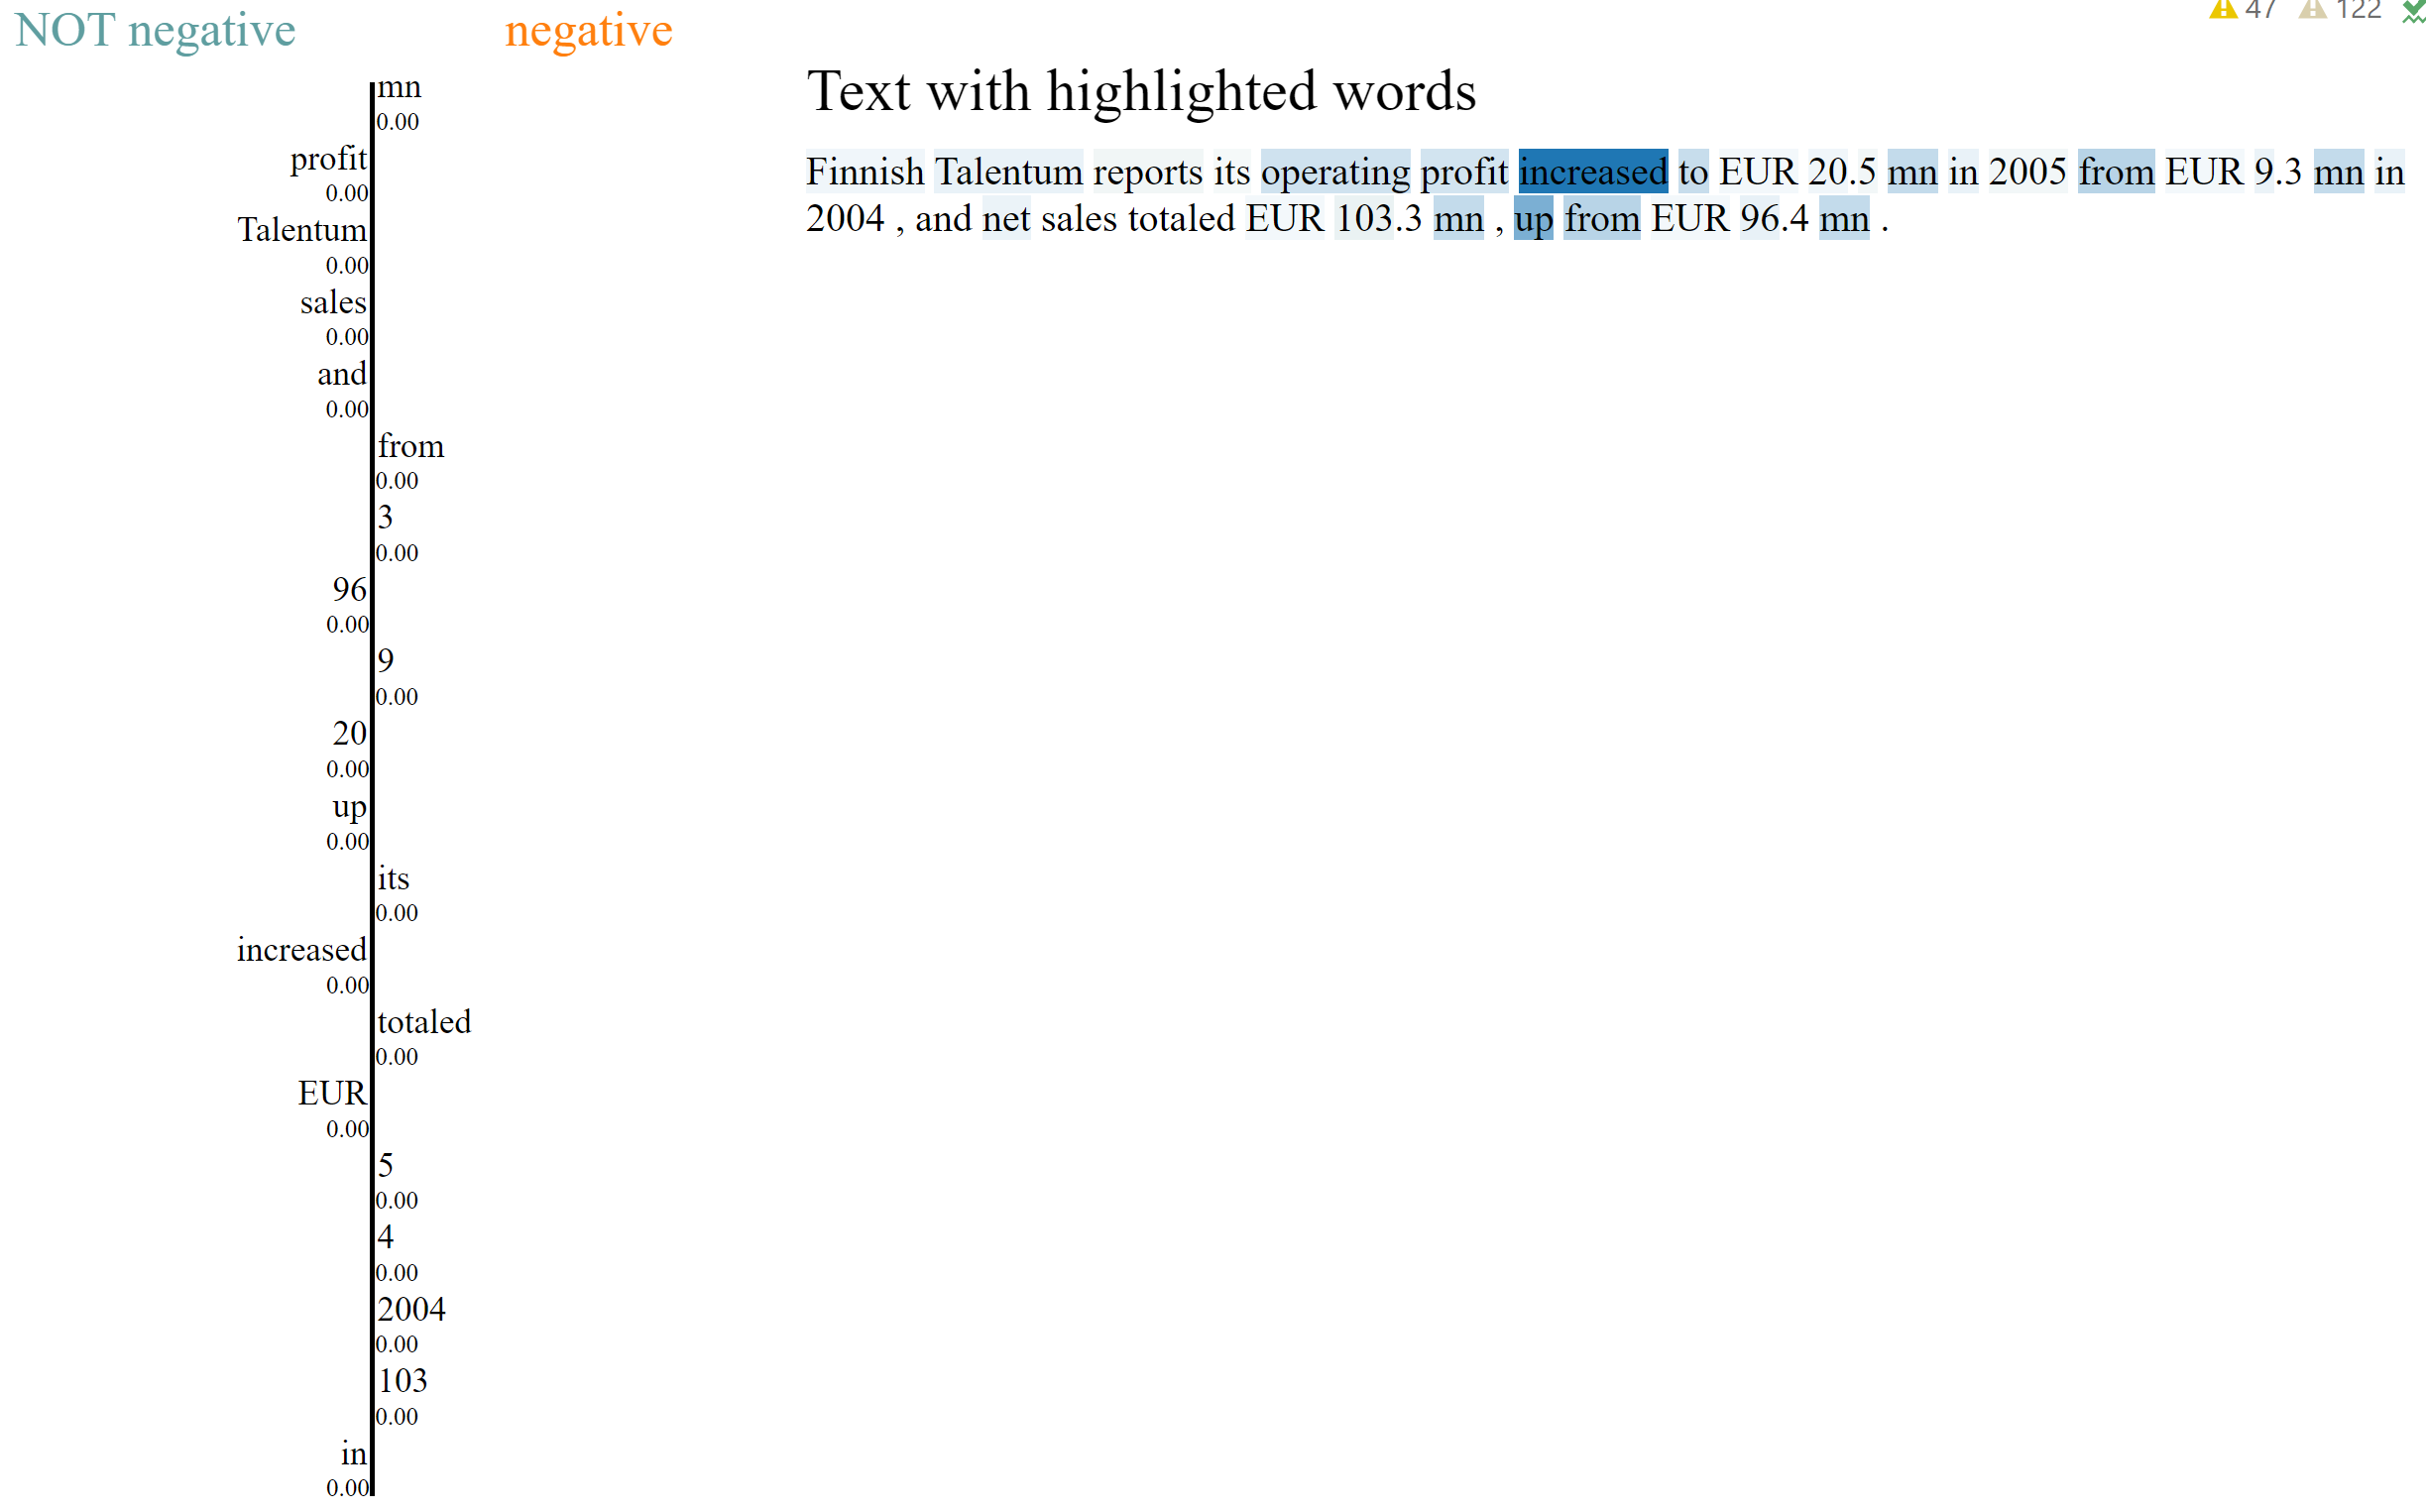 NOT negative negative
mn
0.00
profit
0.00
Talentum
0.00
sales
0.00
and
0.00
from
0.00
3
0.00
96
0.00
9
0.00
20
0.00
up
0.00
its
0.00
increased
0.00
totaled
0.00
EUR
0.00
5
0.00
4
0.00
2004
0.00
103
0.00
in
0.00
47 122
Text with highlighted words
Finnish Talentum reports its operating profit increased to EUR 20.5 mn in 2005 from EUR 9.3 mn in
2004 , and net sales totaled EUR 103.3 mn , up from EUR 96.4 mn .